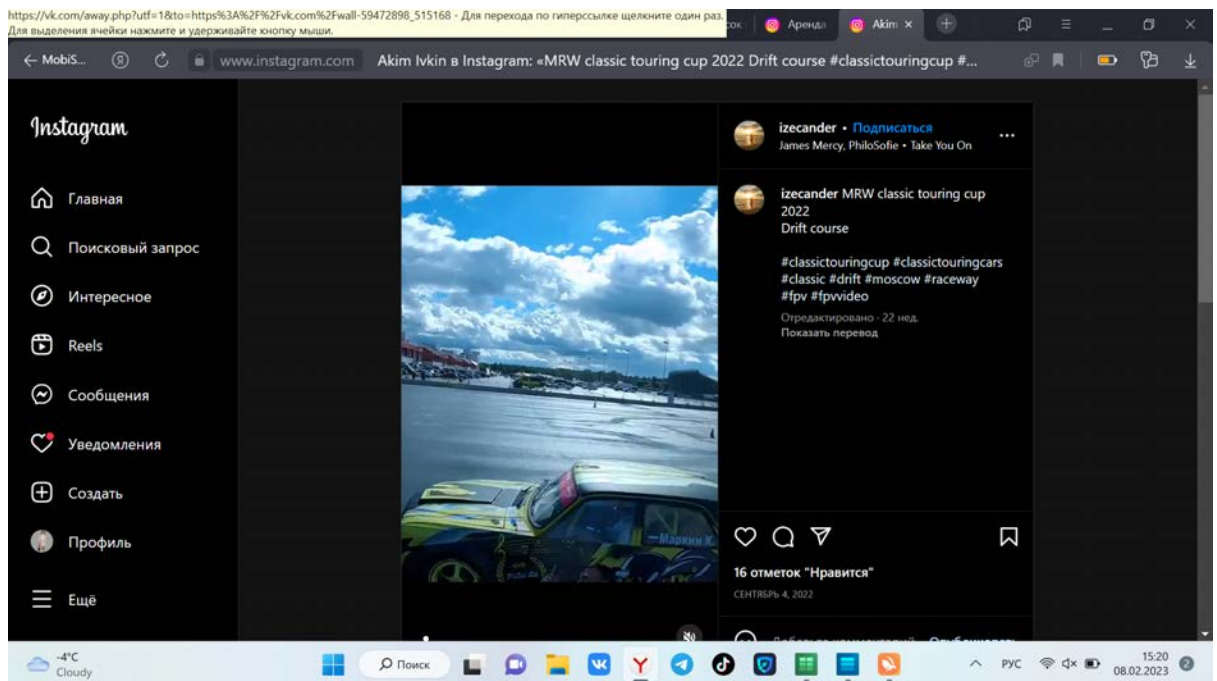 https://vk.com/away.php?utf=1&to=https%3A%2F%2Fvk.com%2Fwall-59472898_515168 - Для перехода по гиперссылке щелкните один раз.
Для выделения ячейки нажмите и удерживайте кнопку мыши.
Аренда
Akim
MobiS...
www.instagram.com
Akim Ivkin в Instagram: «MRW classic touring cup 2022 Drift course #classictouringcup #...
Instagram
Главная
Поисковый запрос
Интересное
Reels
Сообщения
Уведомления
Создать
Профиль
Ещё
izecander • Подписаться
James Mercy, PhiloSofie • Take You On
izecander MRW classic touring cup
2022
Drift course
#classictouringcup #classictouringcars
#classic #drift #moscow #raceway
#fpv #fpvvideo
Отредактировано · 22 нед.
Показать перевод
Маркин К.
16 отметок "Нравится"
СЕНТЯБРЬ 4, 2022
-4°C
Cloudy
Поиск
РУС
15:20
08.02.2023
2